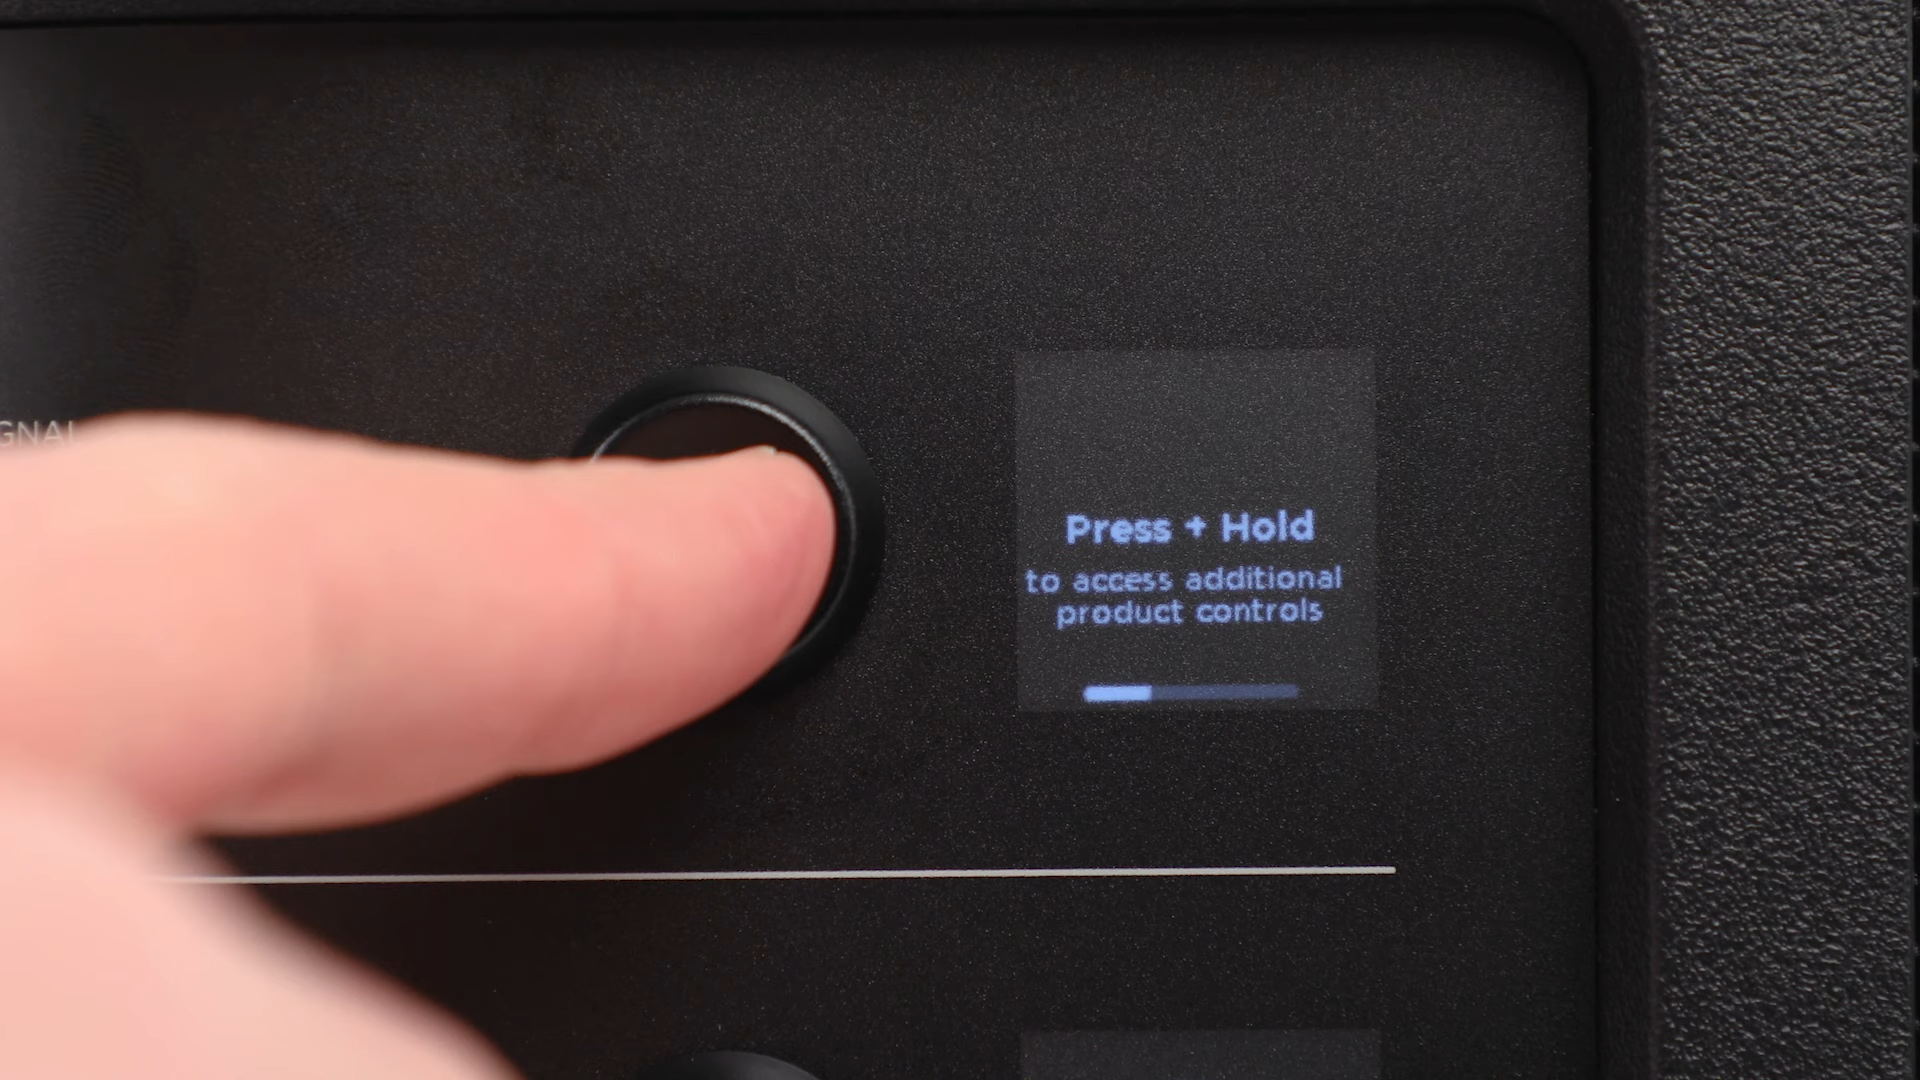 Press + Hold
to access additional
product controls